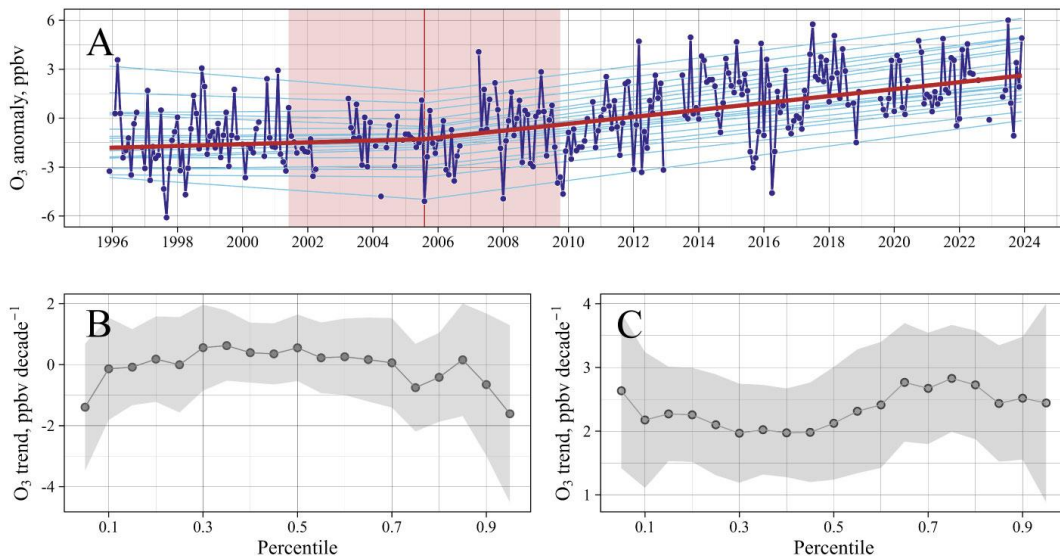 A
O₃ anomaly, ppbv
6
3
0
-3
-6
1996 1998 2000 2002 2004 2006 2008 2010 2012 2014 2016 2018 2020 2022 2024
B
O₃ trend, ppbv decade⁻¹
2
0
-2
-4
0.1 0.3 0.5 0.7 0.9
Percentile
C
O₃ trend, ppbv decade⁻¹
4
3
2
1
0.1 0.3 0.5 0.7 0.9
Percentile